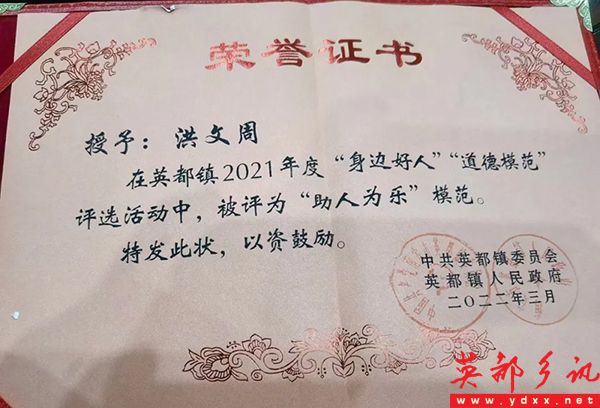 荣誉证书
授予：洪文周
在英都镇2021年度“身边好人”“道德模范”
评选活动中，被评为“助人为乐”模范。
特发此状，以资鼓励。
中共英都镇委员会
英都镇人民政府
二〇二二年三月
英都乡讯
www.ydxx.net